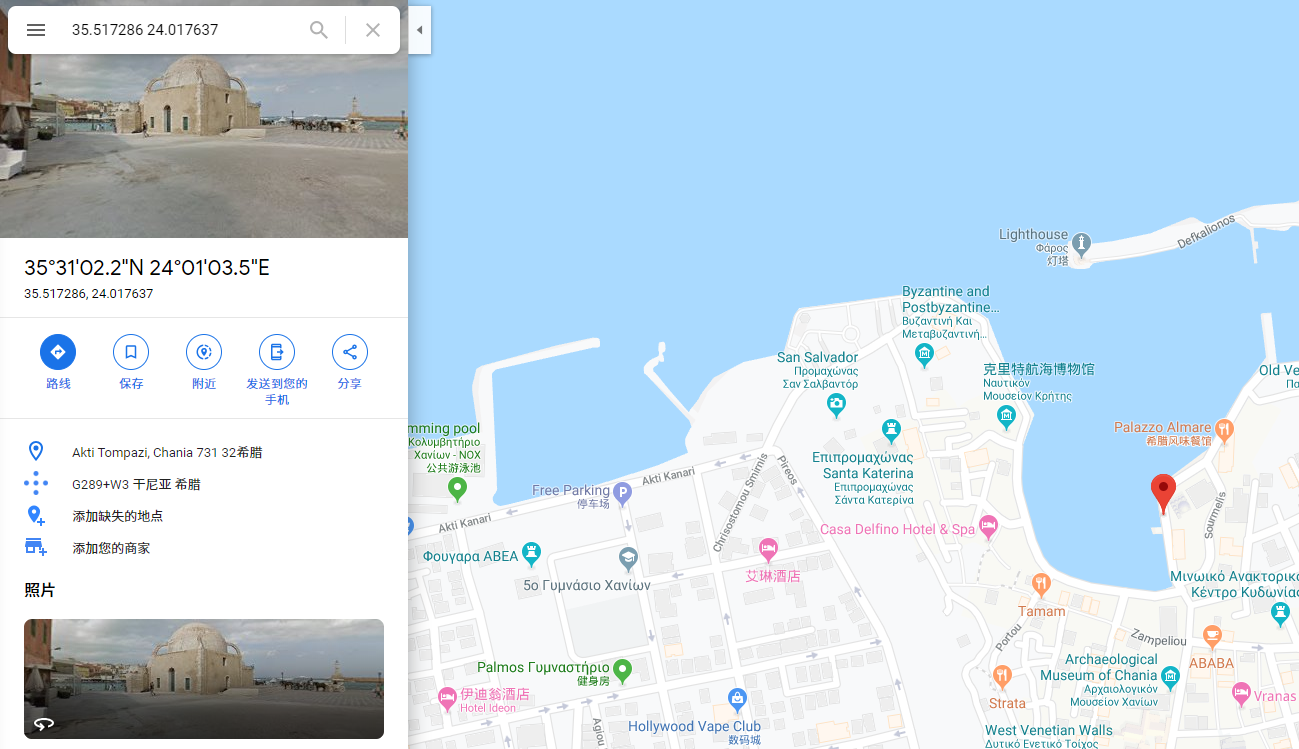 35.517286 24.017637
35°31'02.2"N 24°01'03.5"E
35.517286, 24.017637
路线
保存
附近
发送到您的
手机
分享
Akti Tompazi, Chania 731 32希腊
G289+W3 干尼亚 希腊
添加缺失的地点
添加您的商家
照片
Lighthouse
Φάρος
灯塔
Defkalionos
Byzantine and
Postbyzantine...
Βυζαντινή Και
Μεταβυζαντινή...
San Salvador
Προμαχώνας
Σαν Σαλβαντόρ
克里特航海博物馆
Ναυτικόν
Μουσείον Κρήτης
Old Ve
Πα
mming pool
Κολυμβητήριο
Χανίων - NOX
公共游泳池
Palazzo Almare
希腊风味餐馆
Επιπρομαχώνας
Santa Katerina
Επιπρομαχώνας
Σάντα Κατερίνα
Akti Kanari
Pireos
Chrisostomou Smirnis
Free Parking
停车场
Akti Kanari
Sourmelis
Casa Delfino Hotel & Spa
Φουγαρα ABEA
5ο Γυμνάσιο Χανίων
艾琳酒店
Μινωικό Ανακτορικό
Κέντρο Κυδωνίας
Tamam
Portou
Zampeliou
ABABA
Palmos Γυμναστήριο
健身房
Archaeological
Museum of Chania
Αρχαιολογικόν
Μουσείον Χανίων
伊迪翁酒店
Hotel Ideon
Strata
Vranas
Agiou
Hollywood Vape Club
数码城
West Venetian Walls
Δυτικό Ενετικό Τοίχος
P